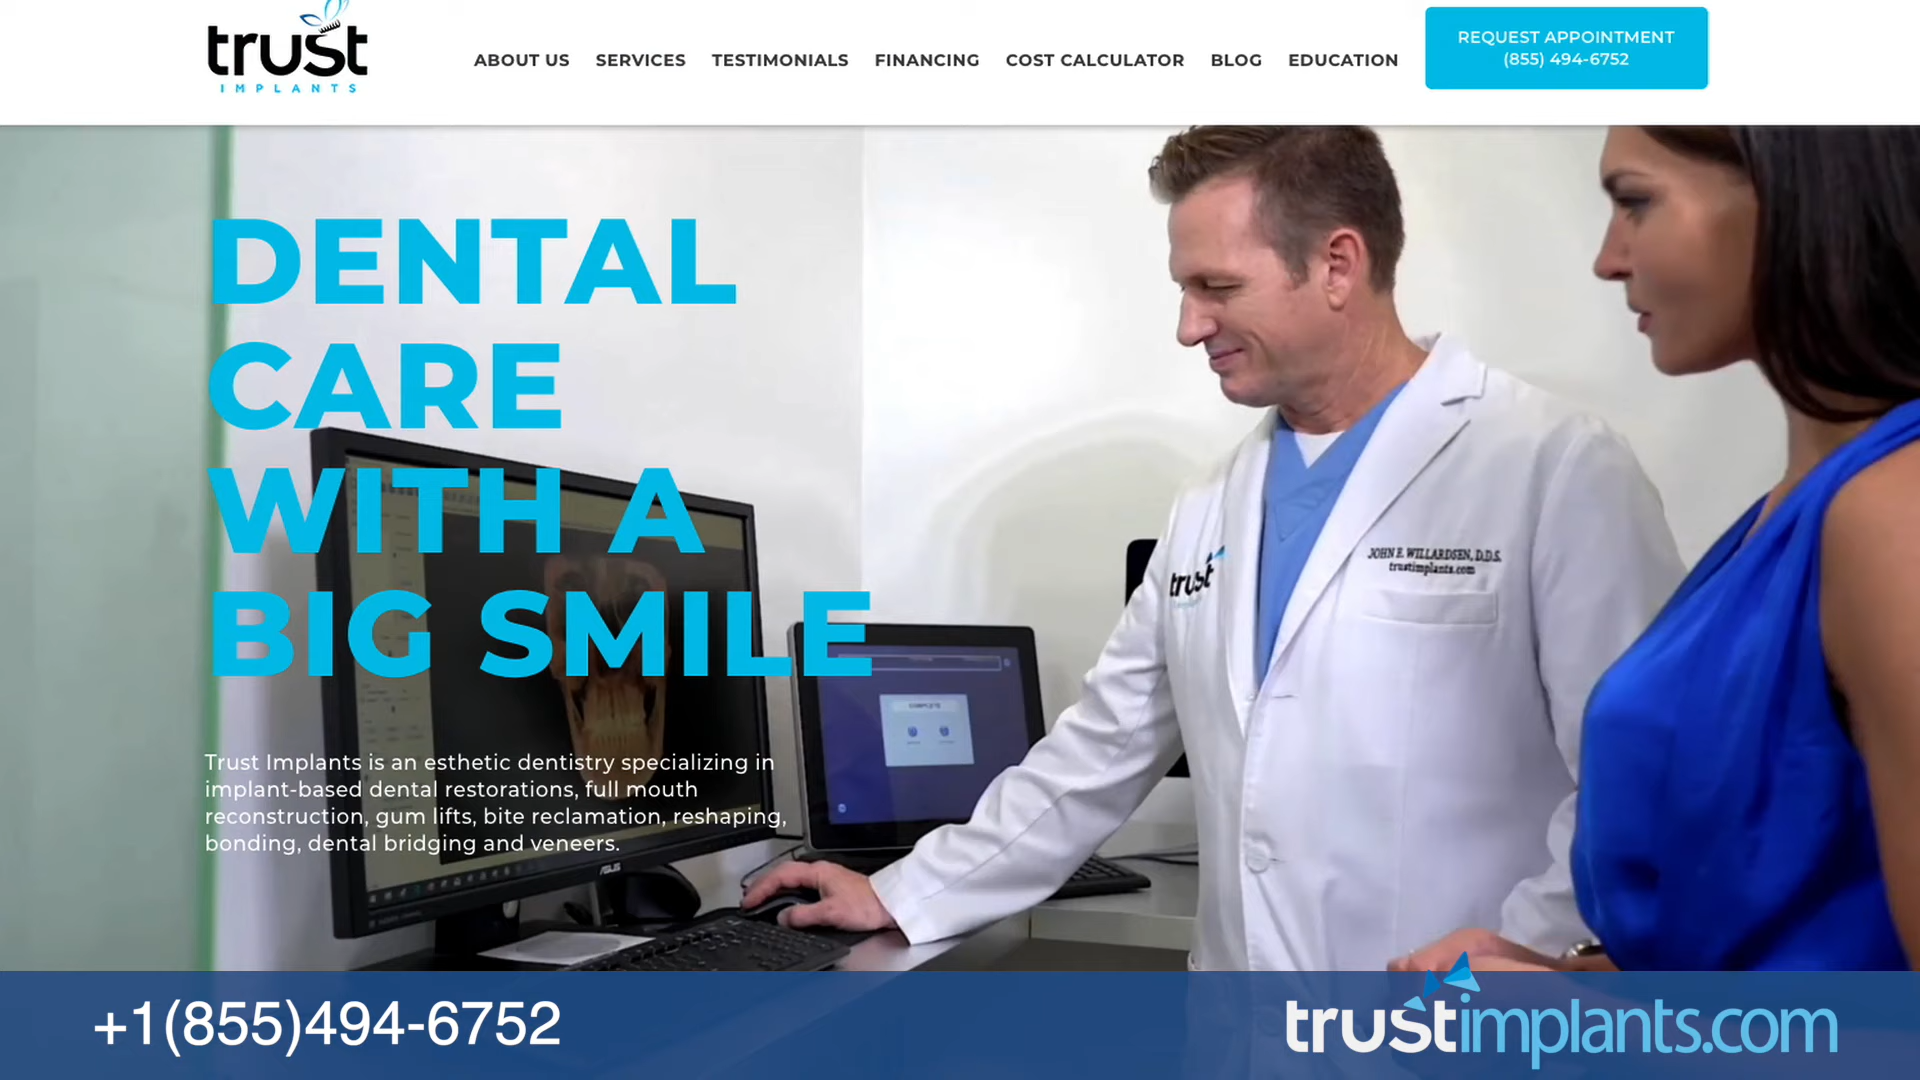 trust
IMPLANTS
ABOUT US SERVICES TESTIMONIALS FINANCING COST CALCULATOR BLOG EDUCATION
REQUEST APPOINTMENT
(855) 494-6752
DENTAL
CARE
WITH A
BIG SMILE
Trust Implants is an esthetic dentistry specializing in
implant-based dental restorations, full mouth
reconstruction, gum lifts, bite reclamation, reshaping,
bonding, dental bridging and veneers.
trust
JOHN E. WILLARDSEN, D.D.S.
trustimplants.com
COMPLETE
ASUS
+1(855)494-6752
trustimplants.com